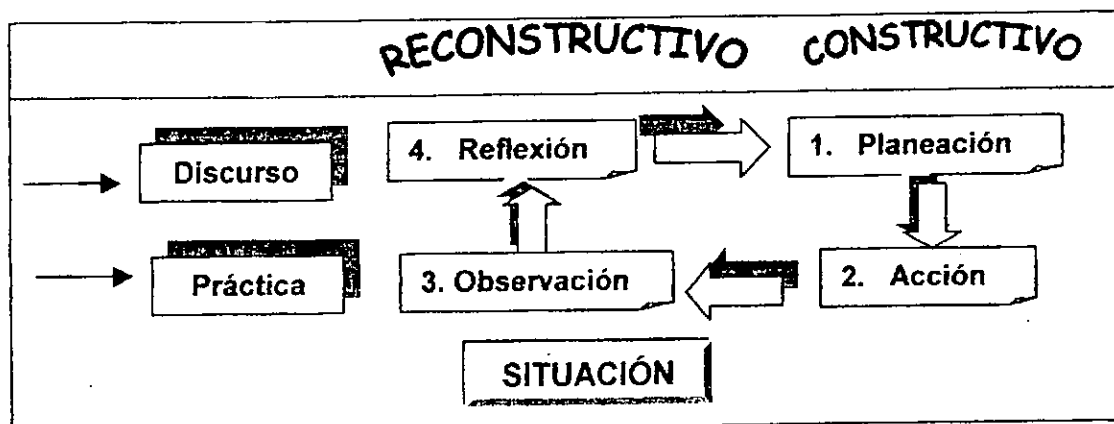 RECONSTRUCTIVO CONSTRUCTIVO
Discurso 4. Reflexión 1. Planeación
Práctica 3. Observación 2. Acción
SITUACIÓN